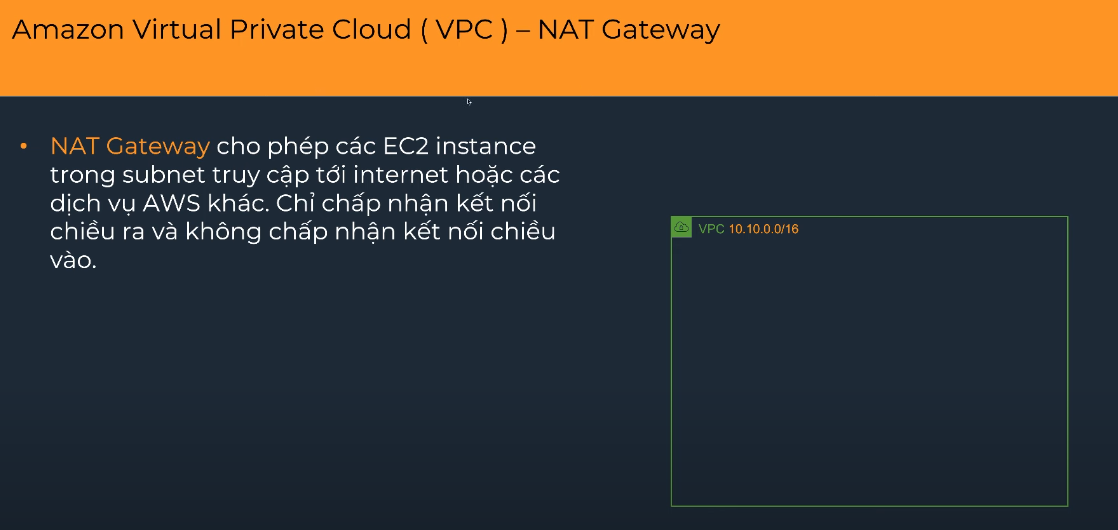 Amazon Virtual Private Cloud ( VPC ) – NAT Gateway
• NAT Gateway cho phép các EC2 instance
trong subnet truy cập tới internet hoặc các
dịch vụ AWS khác. Chỉ chấp nhận kết nối
chiều ra và không chấp nhận kết nối chiều
vào.
VPC 10.10.0.0/16